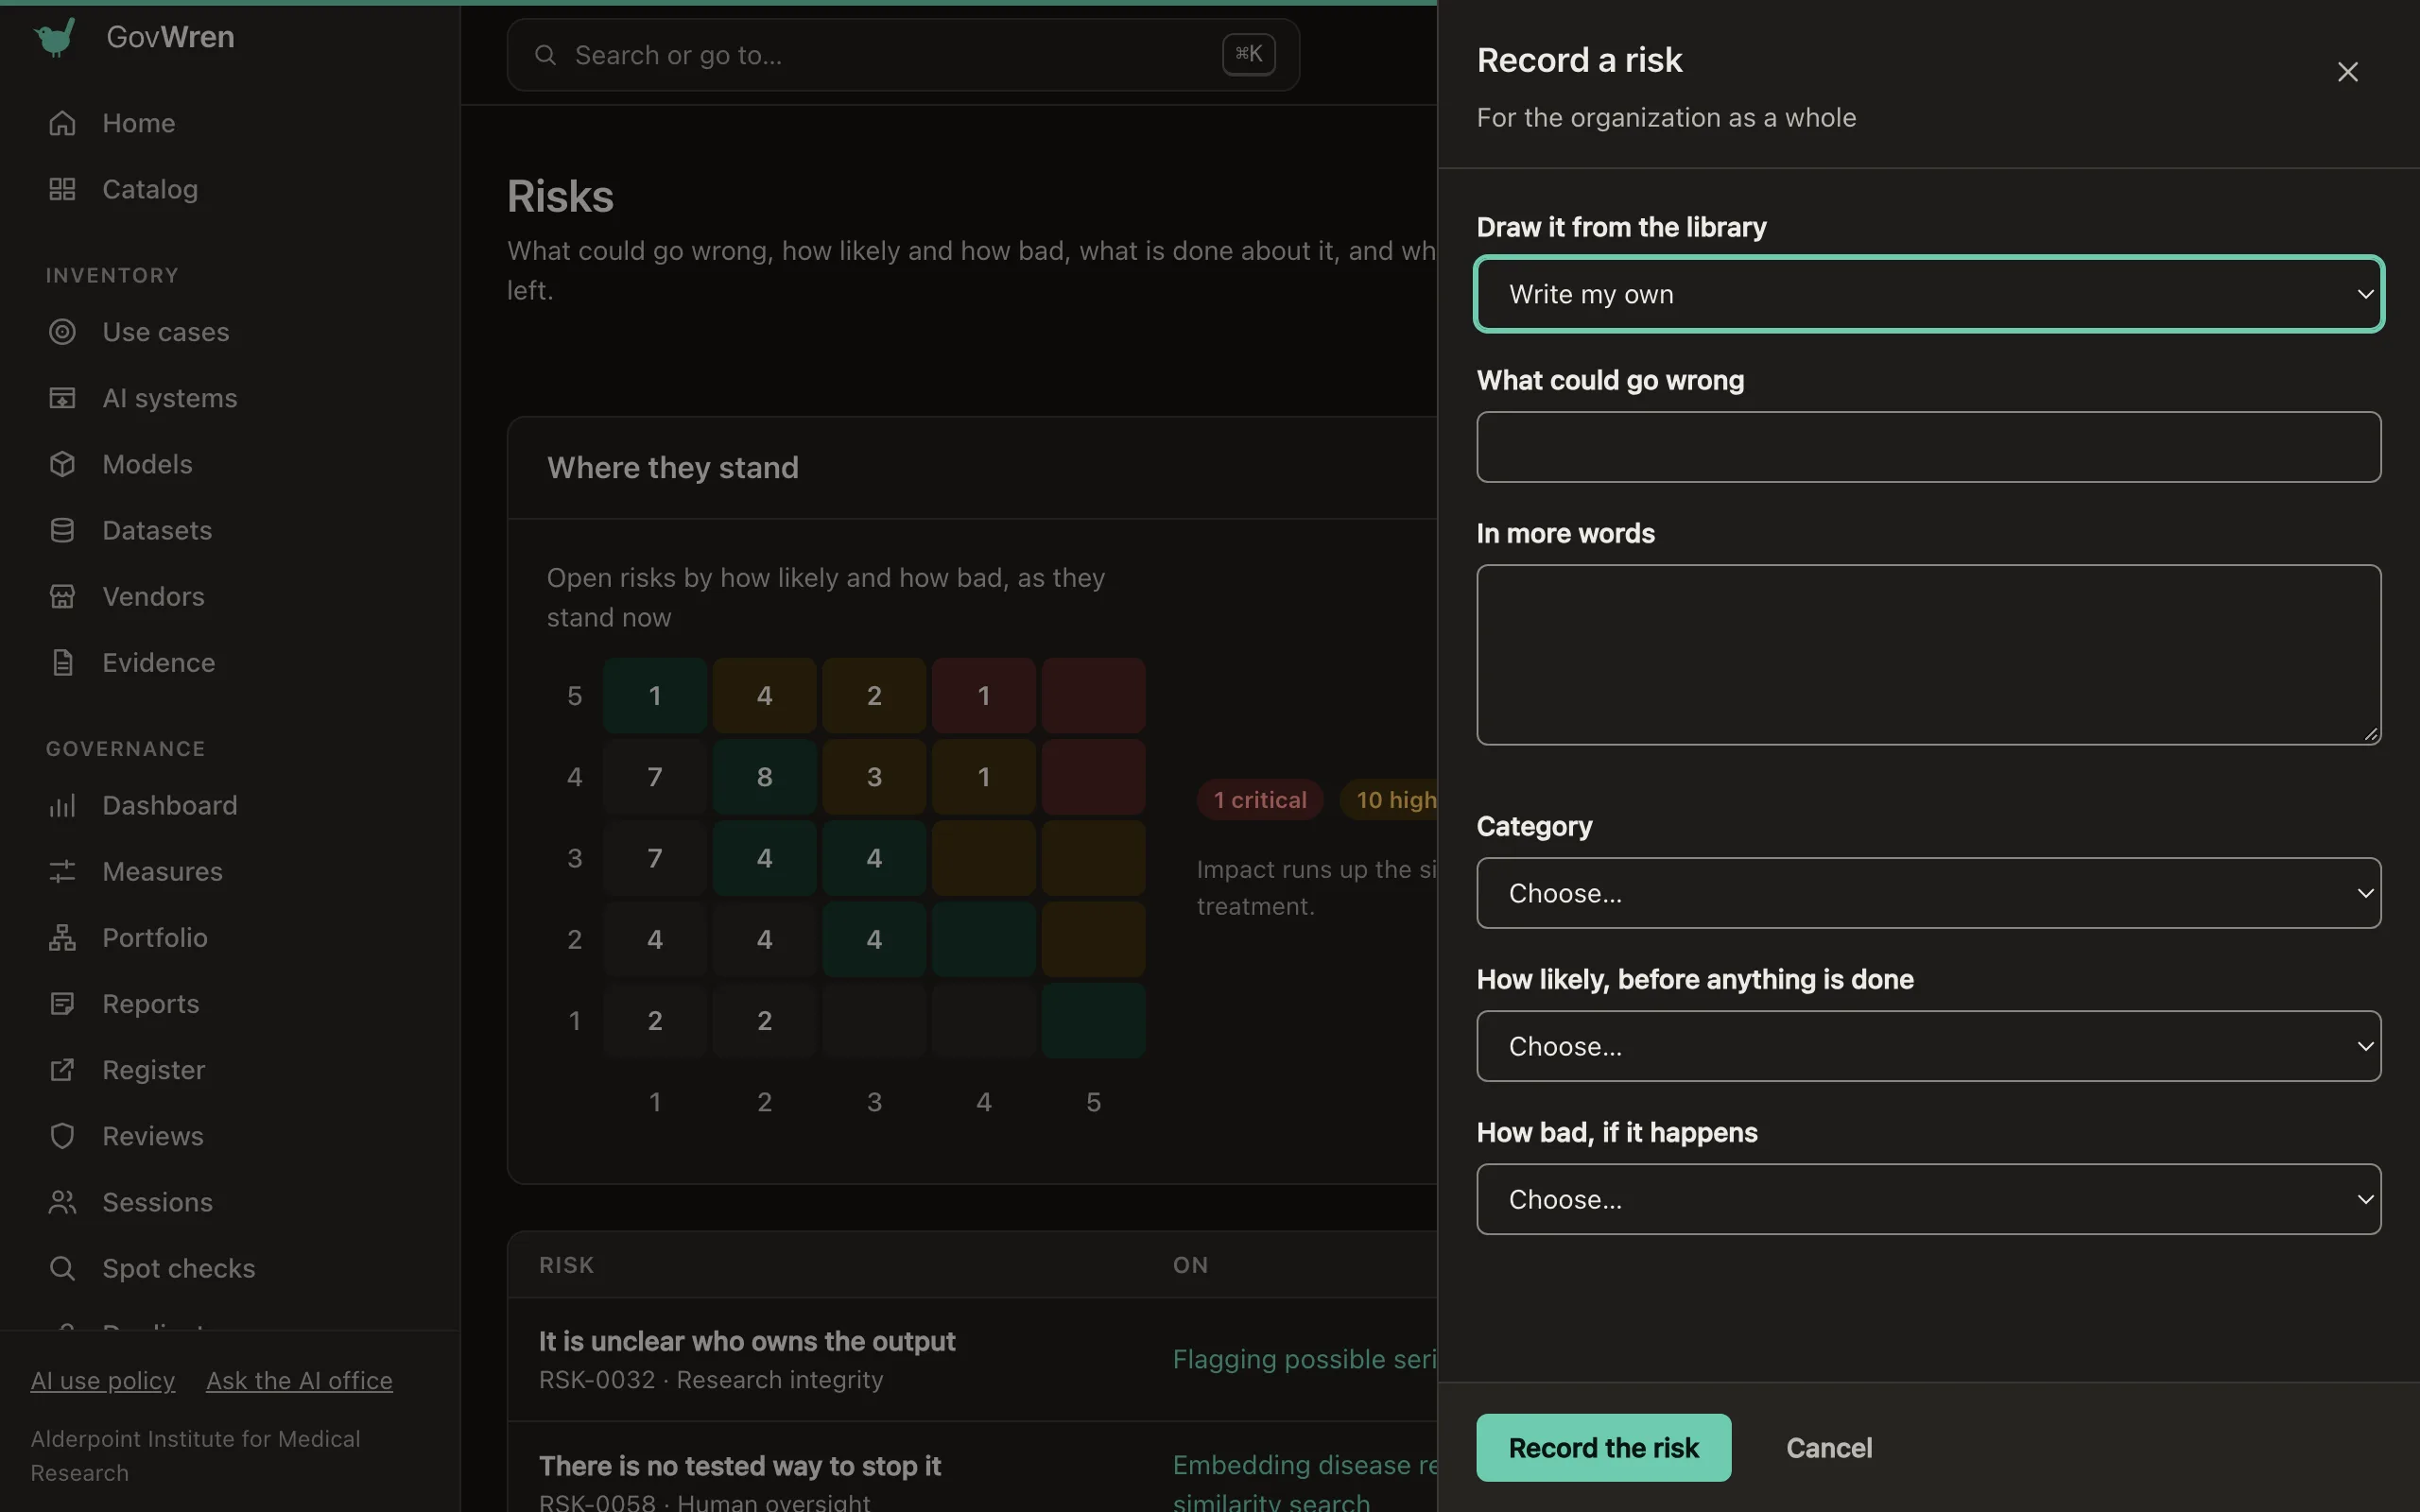 GovWren
Home
Catalog
INVENTORY
Use cases
AI systems
Models
Datasets
Vendors
Evidence
GOVERNANCE
Dashboard
Measures
Portfolio
Reports
Register
Reviews
Sessions
Spot checks
AI use policy Ask the AI office
Alderpoint Institute for Medical
Research
Search or go to... ⌘K
Risks
What could go wrong, how likely and how bad, what is done about it, and
left.
Where they stand
Open risks by how likely and how bad, as they
stand now
5 1 4 2 1
4 7 8 3 1
3 7 4 4
2 4 4 4
1 2 2
1 2 3 4 5
1 critical 10 high
Impact runs up the
treatment.
RISK ON
It is unclear who owns the output
RSK-0032 · Research integrity
Flagging possible
There is no tested way to stop it
RSK-0058 · Human oversight
Embedding disease
similarity search
Record a risk
For the organization as a whole
Draw it from the library
Write my own
What could go wrong
In more words
Category
Choose...
How likely, before anything is done
Choose...
How bad, if it happens
Choose...
Record the risk Cancel